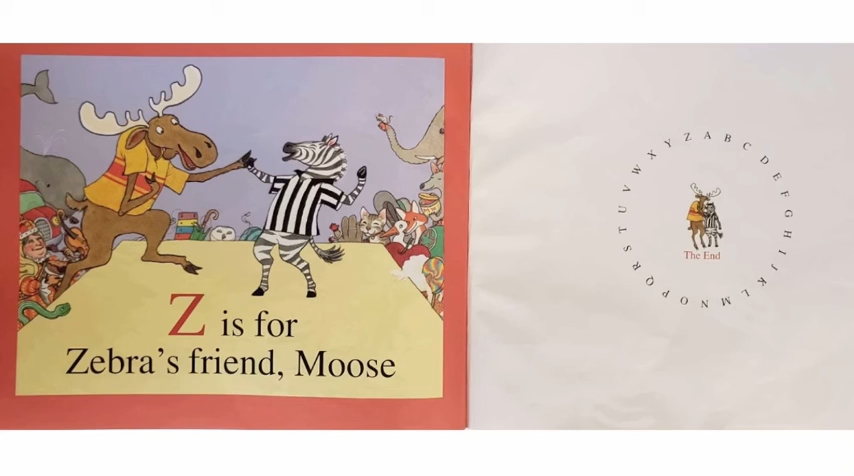 Z is for
Zebra's friend, Moose
A B C D E F G H I J K L M N O P Q R S T U V W X Y Z
The End